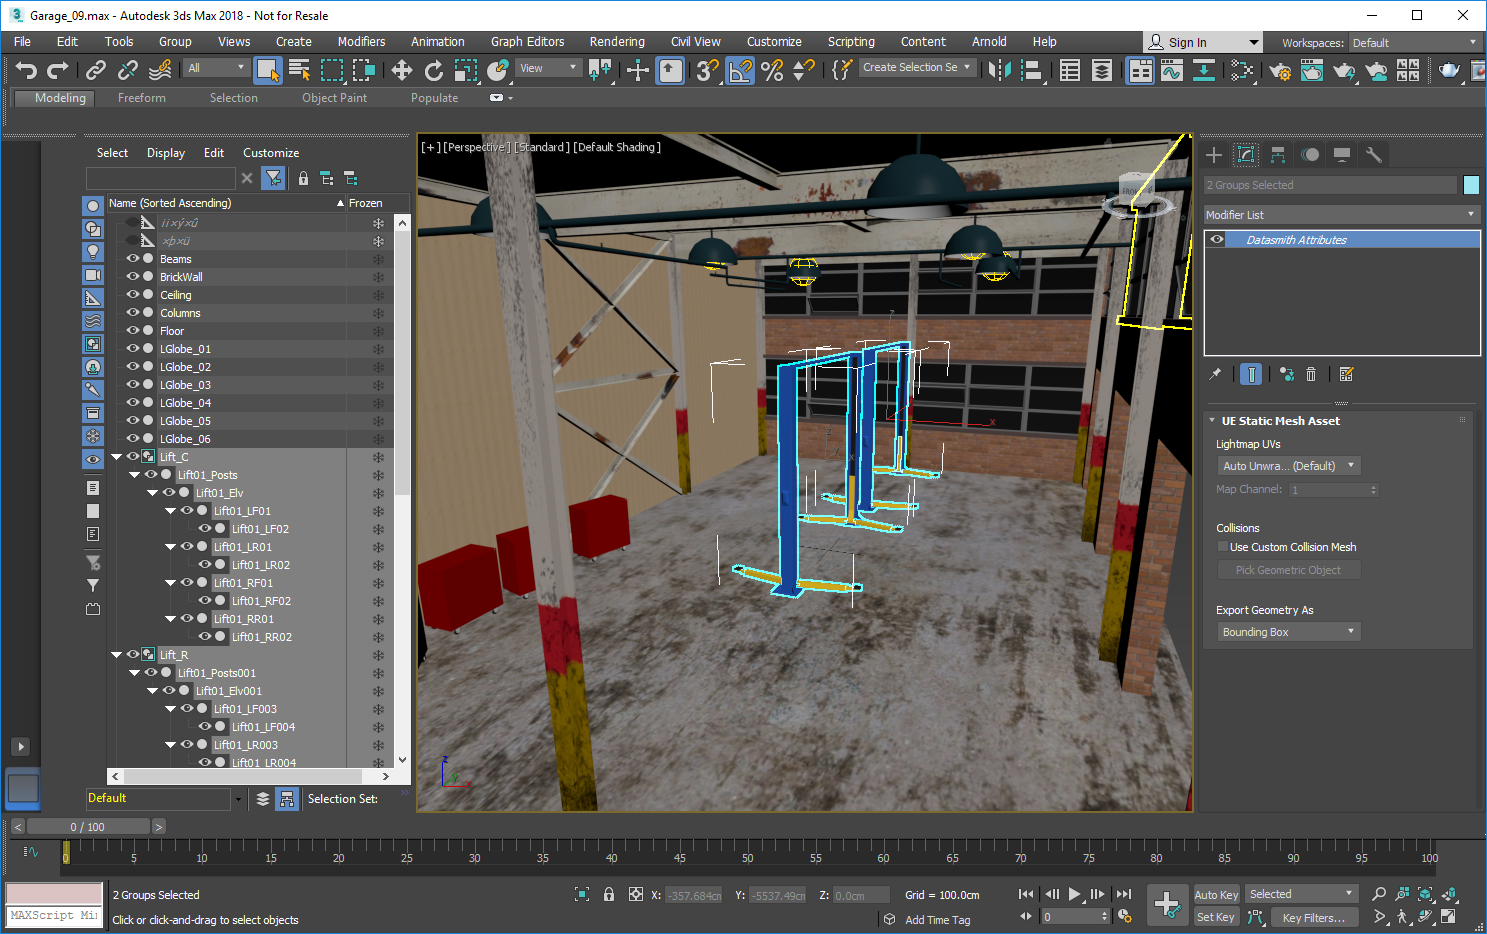 Garage_09.max - Autodesk 3ds Max 2018 - Not for Resale
File Edit Tools Group Views Create Modifiers Animation Graph Editors Rendering Civil View Customize Scripting Content Arnold Help Sign In Workspaces: Default
All View Create Selection Se
Modeling Freeform Selection Object Paint Populate
Select Display Edit Customize
Name (Sorted Ascending) Frozen
Beams
BrickWall
Ceiling
Columns
Floor
LGlobe_01
LGlobe_02
LGlobe_03
LGlobe_04
LGlobe_05
LGlobe_06
Lift_C
Lift01_Posts
Lift01_Elv
Lift01_LF01
Lift01_LF02
Lift01_LR01
Lift01_LR02
Lift01_RF01
Lift01_RF02
Lift01_RR01
Lift01_RR02
Lift_R
Lift01_Posts001
Lift01_Elv001
Lift01_LF003
Lift01_LF004
Lift01_LR003
Lift01_LR004
Default Selection Set:
[+] [Perspective] [Standard] [Default Shading]
2 Groups Selected
Modifier List
Datasmith Attributes
UE Static Mesh Asset
Lightmap UVs
Auto Unwra... (Default)
Map Channel: 1
Collisions
Use Custom Collision Mesh
Pick Geometric Object
Export Geometry As
Bounding Box
< 0 / 100 >
0 5 10 15 20 25 30 35 40 45 50 55 60 65 70 75 80 85 90 95 100
2 Groups Selected X: -357.684cm Y: -5537.49cm Z: 0.0cm Grid = 100.0cm Auto Key Selected
MAXScript Mi Click or click-and-drag to select objects Add Time Tag 0 Set Key Key Filters...